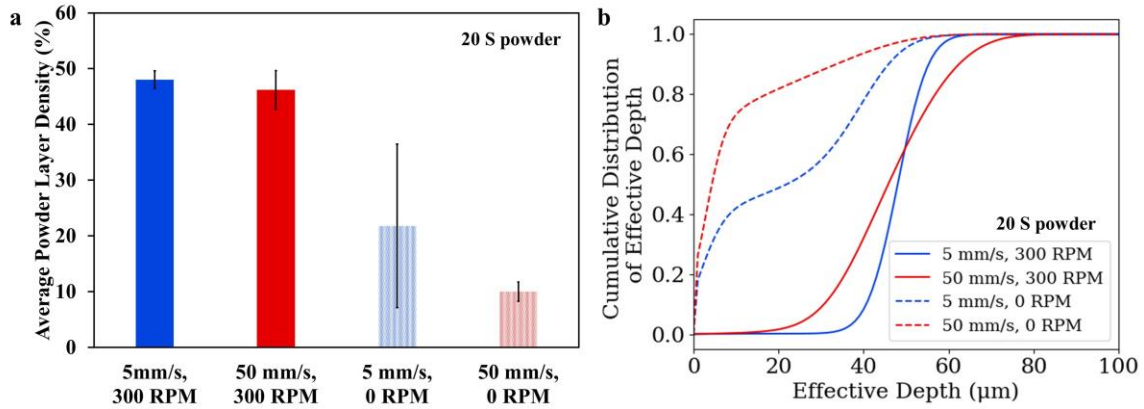 a
Average Powder Layer Density (%)
60
50
40
30
20
10
0
20 S powder
5mm/s,
300 RPM
50 mm/s,
300 RPM
5 mm/s,
0 RPM
50 mm/s,
0 RPM
b
Cumulative Distribution
of Effective Depth
1.0
0.8
0.6
0.4
0.2
0.0
20 S powder
5 mm/s, 300 RPM
50 mm/s, 300 RPM
5 mm/s, 0 RPM
50 mm/s, 0 RPM
0
20
40
60
80
100
Effective Depth (μm)